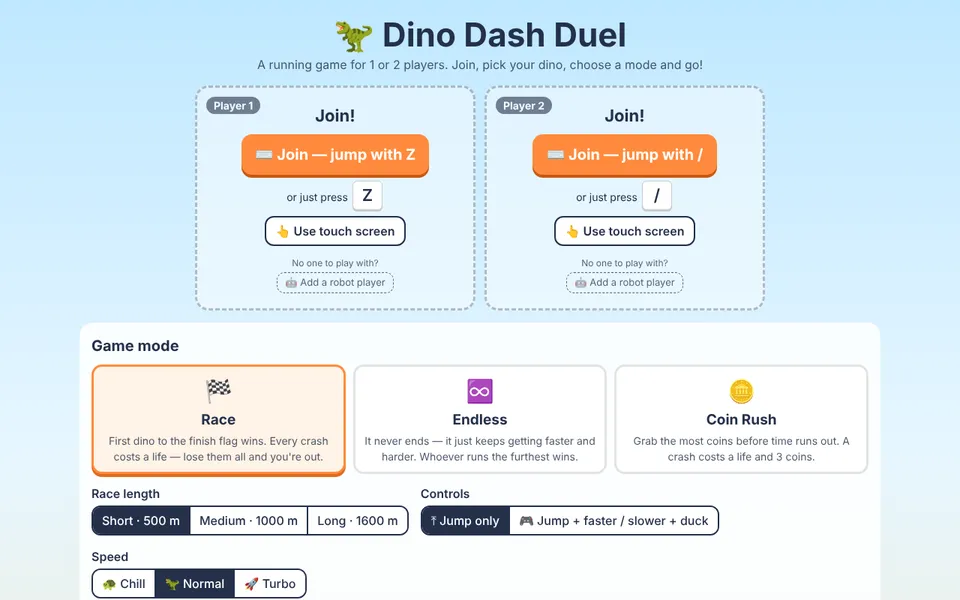 🦖 Dino Dash Duel
A running game for 1 or 2 players. Join, pick your dino, choose a mode and go!
Player 1
Join!
⌨️ Join — jump with Z
or just press Z
👆 Use touch screen
No one to play with?
🤖 Add a robot player
Player 2
Join!
⌨️ Join — jump with /
or just press /
👆 Use touch screen
No one to play with?
🤖 Add a robot player
Game mode
🏁 Race
First dino to the finish flag wins. Every crash
costs a life — lose them all and you're out.
♾️ Endless
It never ends — it just keeps getting faster and
harder. Whoever runs the furthest wins.
🪙 Coin Rush
Grab the most coins before time runs out. A
crash costs a life and 3 coins.
Race length
Short · 500 m
Medium · 1000 m
Long · 1600 m
Controls
⤒ Jump only
🎮 Jump + faster / slower + duck
Speed
🐢 Chill
🦖 Normal
🚀 Turbo